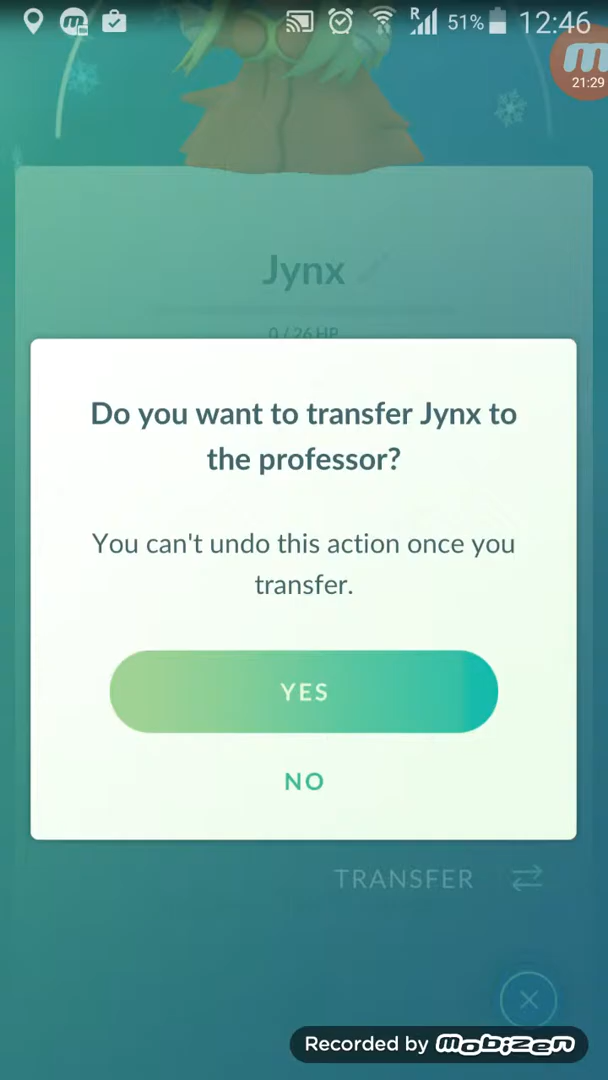 R 51% 12:46
m
21:29
Jynx
0 / 26 HP
Do you want to transfer Jynx to
the professor?
You can't undo this action once you
transfer.
YES
NO
TRANSFER
Recorded by mobizen